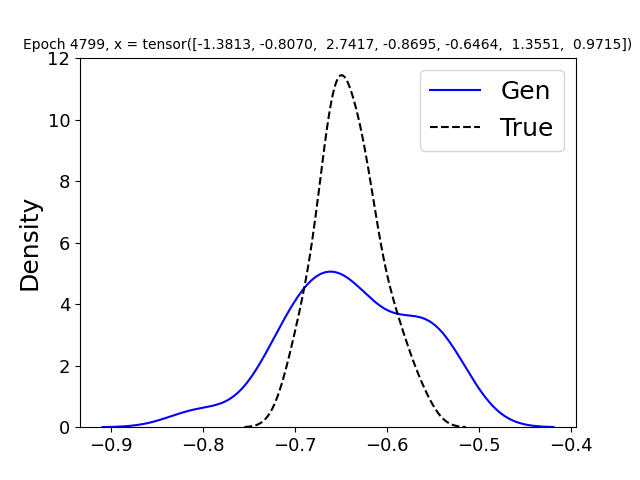 Epoch 4799, x = tensor([-1.3813, -0.8070,  2.7417, -0.8695, -0.6464,  1.3551,  0.9715])
12
10
8
6
4
2
0
Density
Gen
True
−0.9 −0.8 −0.7 −0.6 −0.5 −0.4